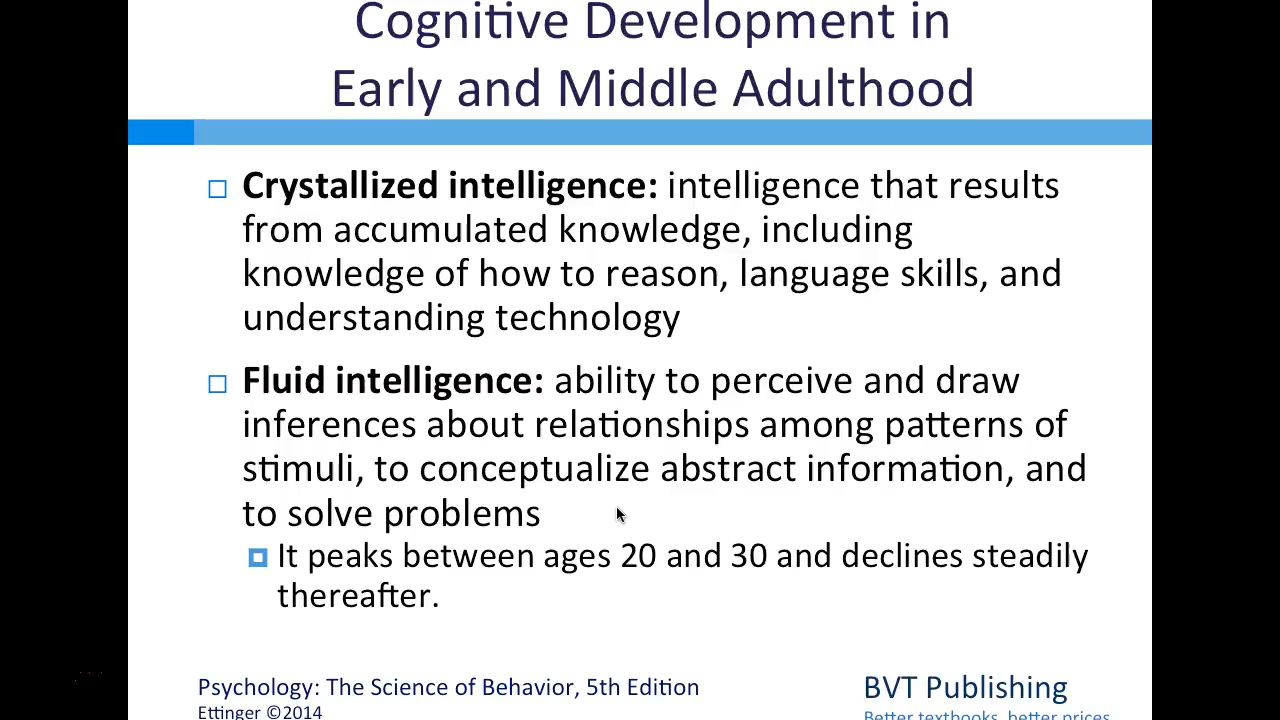 Cognitive Development in
Early and Middle Adulthood
Crystallized intelligence: intelligence that results
from accumulated knowledge, including
knowledge of how to reason, language skills, and
understanding technology
Fluid intelligence: ability to perceive and draw
inferences about relationships among patterns of
stimuli, to conceptualize abstract information, and
to solve problems
It peaks between ages 20 and 30 and declines steadily
thereafter.
Psychology: The Science of Behavior, 5th Edition
Ettinger ©2014
BVT Publishing
Better textbooks, better prices